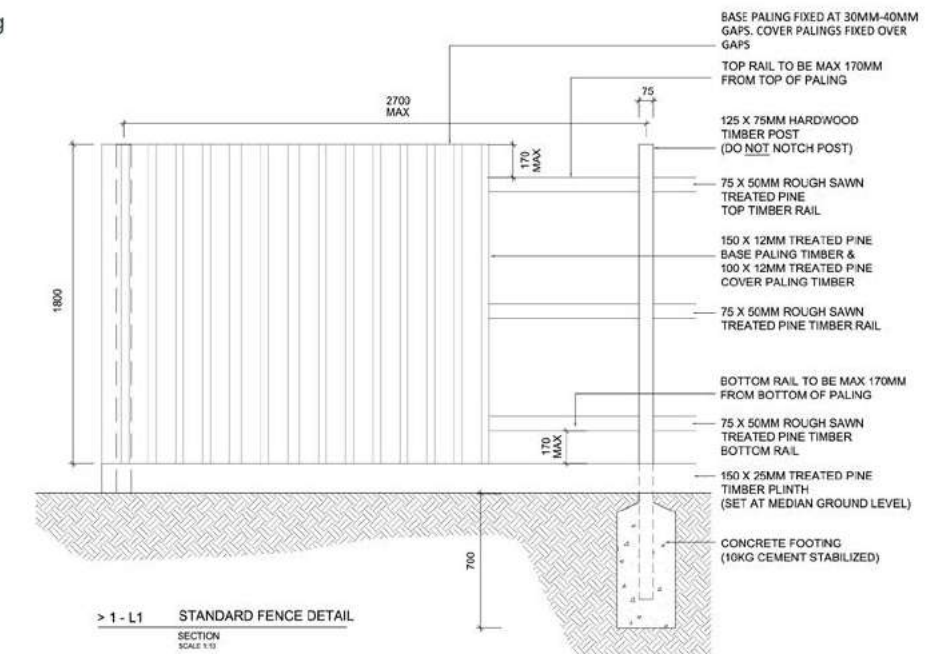 g
BASE PALING FIXED AT 30MM-40MM
GAPS. COVER PALINGS FIXED OVER
GAPS
TOP RAIL TO BE MAX 170MM
FROM TOP OF PALING
75
2700
MAX
125 X 75MM HARDWOOD
TIMBER POST
(DO NOT NOTCH POST)
170
MAX
75 X 50MM ROUGH SAWN
TREATED PINE
TOP TIMBER RAIL
150 X 12MM TREATED PINE
BASE PALING TIMBER &
100 X 12MM TREATED PINE
COVER PALING TIMBER
1800
75 X 50MM ROUGH SAWN
TREATED PINE TIMBER RAIL
BOTTOM RAIL TO BE MAX 170MM
FROM BOTTOM OF PALING
75 X 50MM ROUGH SAWN
TREATED PINE TIMBER
BOTTOM RAIL
170
MAX
150 X 25MM TREATED PINE
TIMBER PLINTH
(SET AT MEDIAN GROUND LEVEL)
700
CONCRETE FOOTING
(10KG CEMENT STABILIZED)
> 1 - L1 STANDARD FENCE DETAIL
SECTION
SCALE 1:10